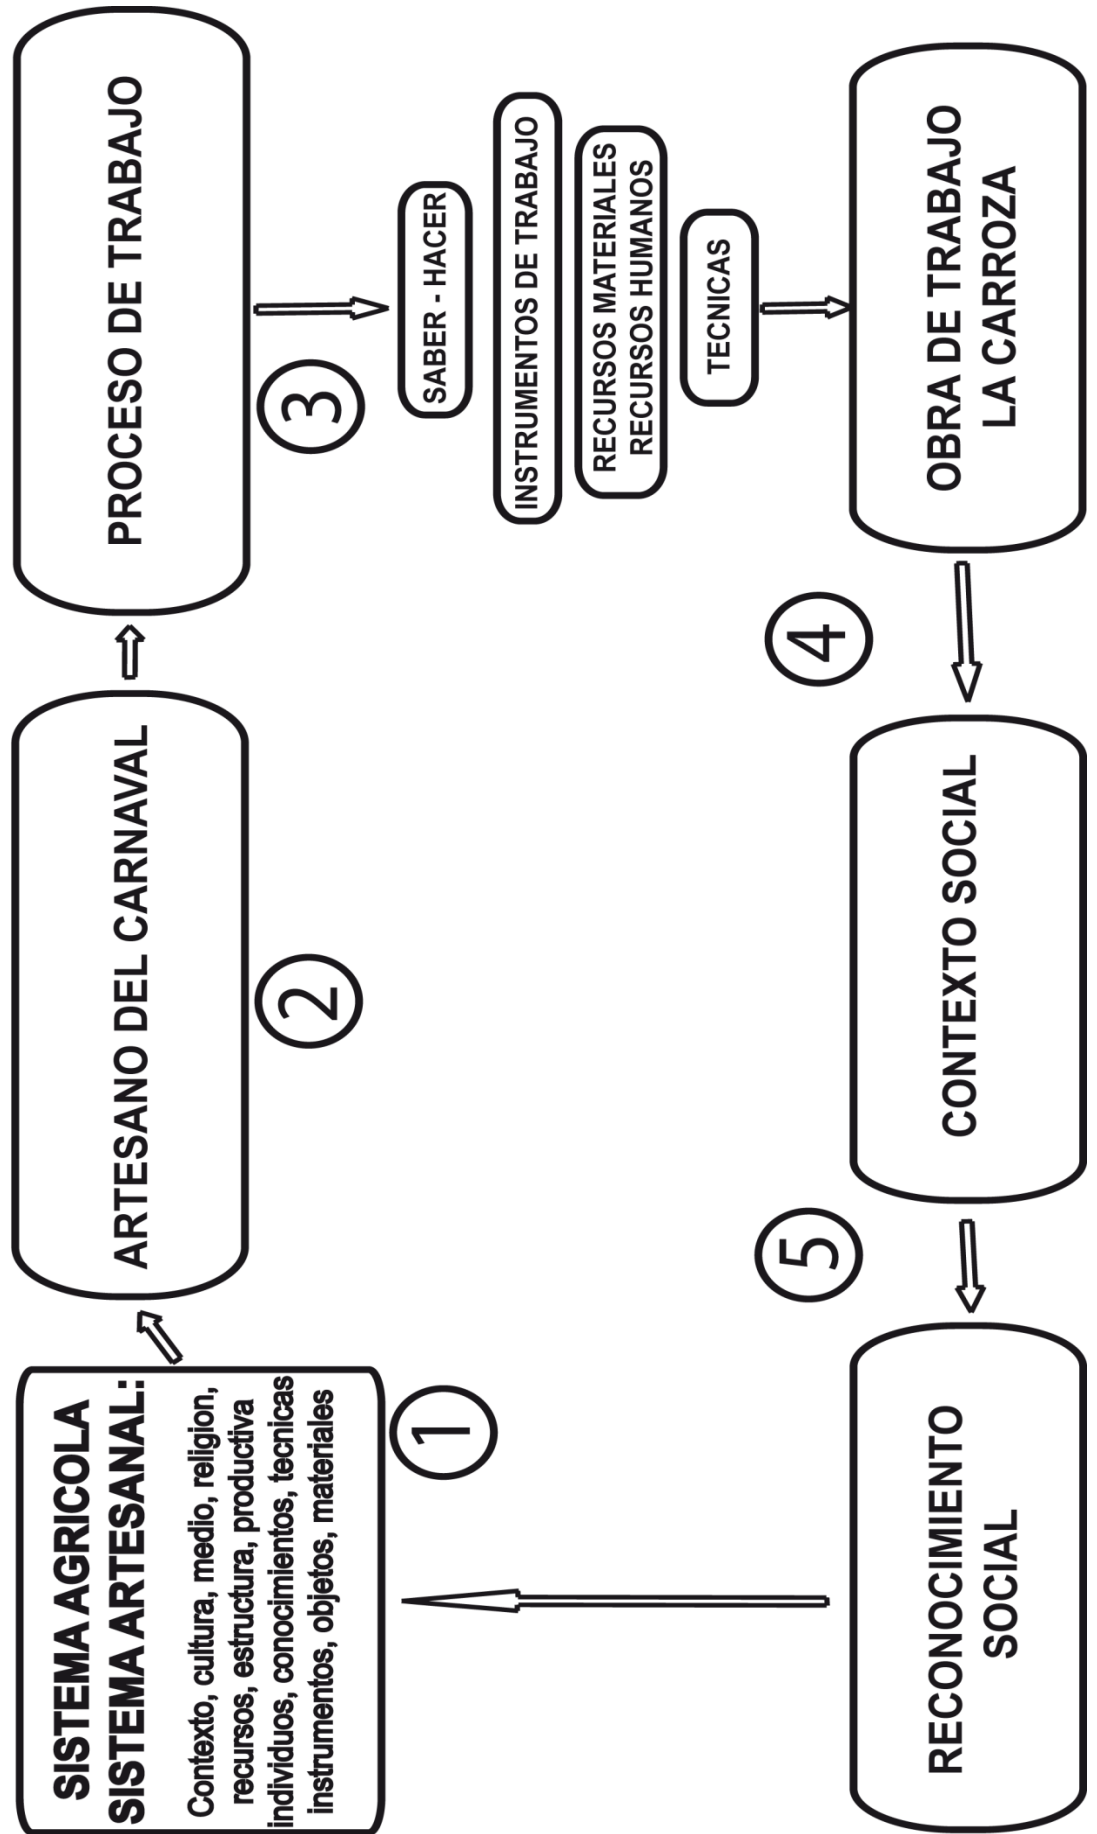 SISTEMA AGRICOLA
SISTEMA ARTESANAL:
Contexto, cultura, medio, religion,
recursos, estructura, productiva
individuos, conocimientos, tecnicas
instrumentos, objetos, materiales
1
ARTESANO DEL CARNAVAL
2
PROCESO DE TRABAJO
3
SABER - HACER
INSTRUMENTOS DE TRABAJO
RECURSOS MATERIALES
RECURSOS HUMANOS
TECNICAS
OBRA DE TRABAJO
LA CARROZA
4
CONTEXTO SOCIAL
5
RECONOCIMIENTO
SOCIAL